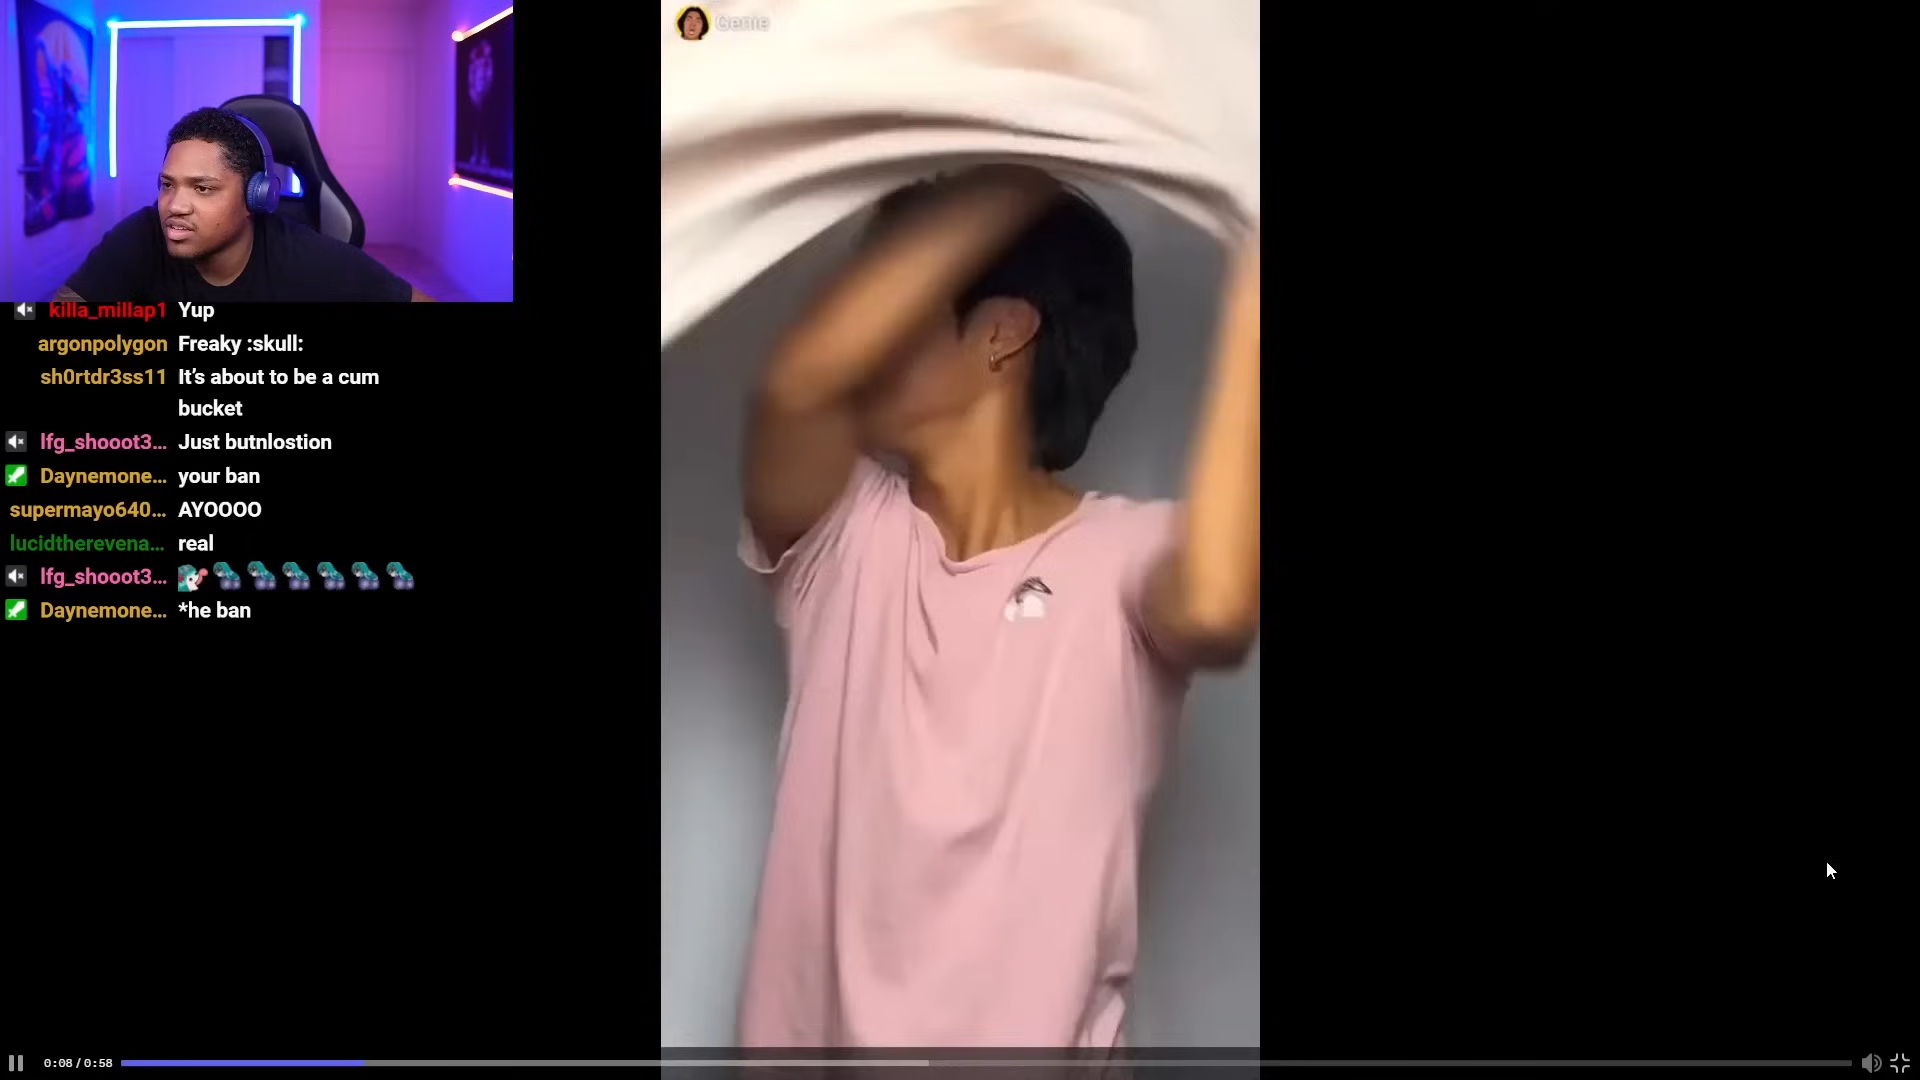 Genie
killa_millap1 Yup
argonpolygon Freaky :skull:
sh0rtdr3ss11 It’s about to be a cum
bucket
lfg_shooot3… Just butnlostion
Daynemone… your ban
supermayo640… AYOOOO
lucidtherevena… real
lfg_shooot3…
Daynemone… *he ban
0:08 / 0:58